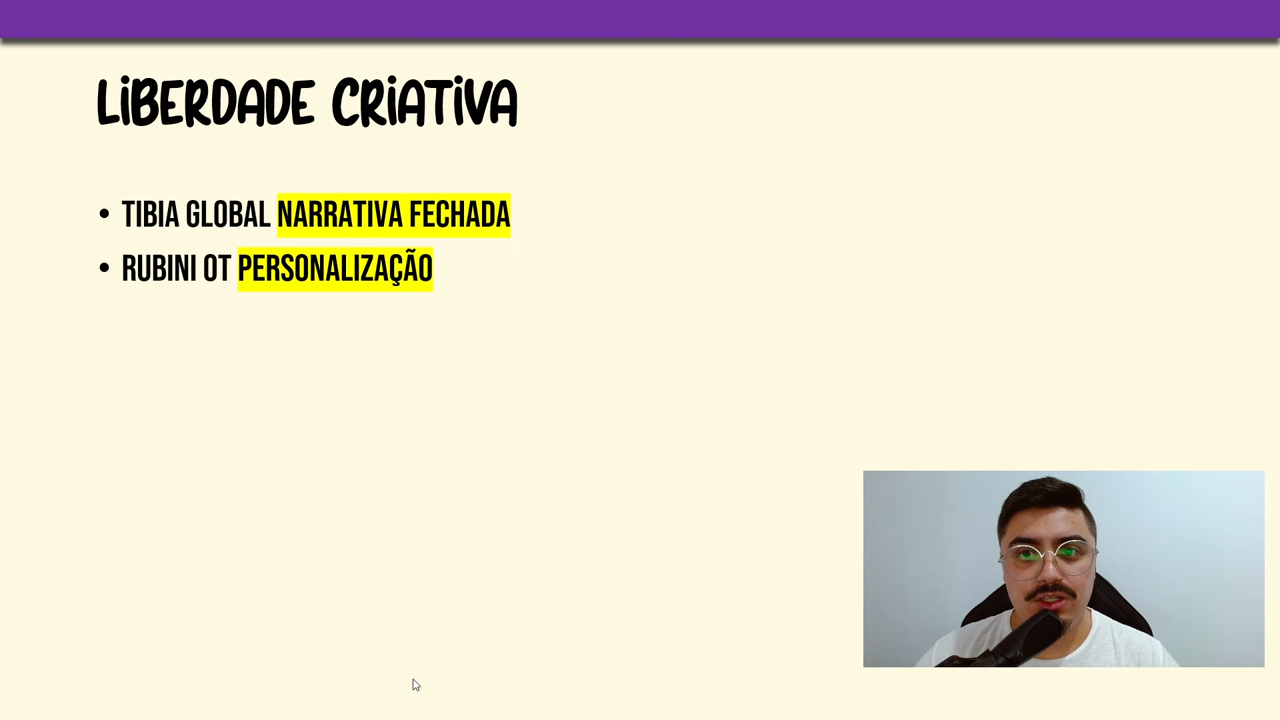 LiBERDADE CRiATiVA
• TIBIA GLOBAL NARRATIVA FECHADA
• RUBINI OT PERSONALIZAÇÃO